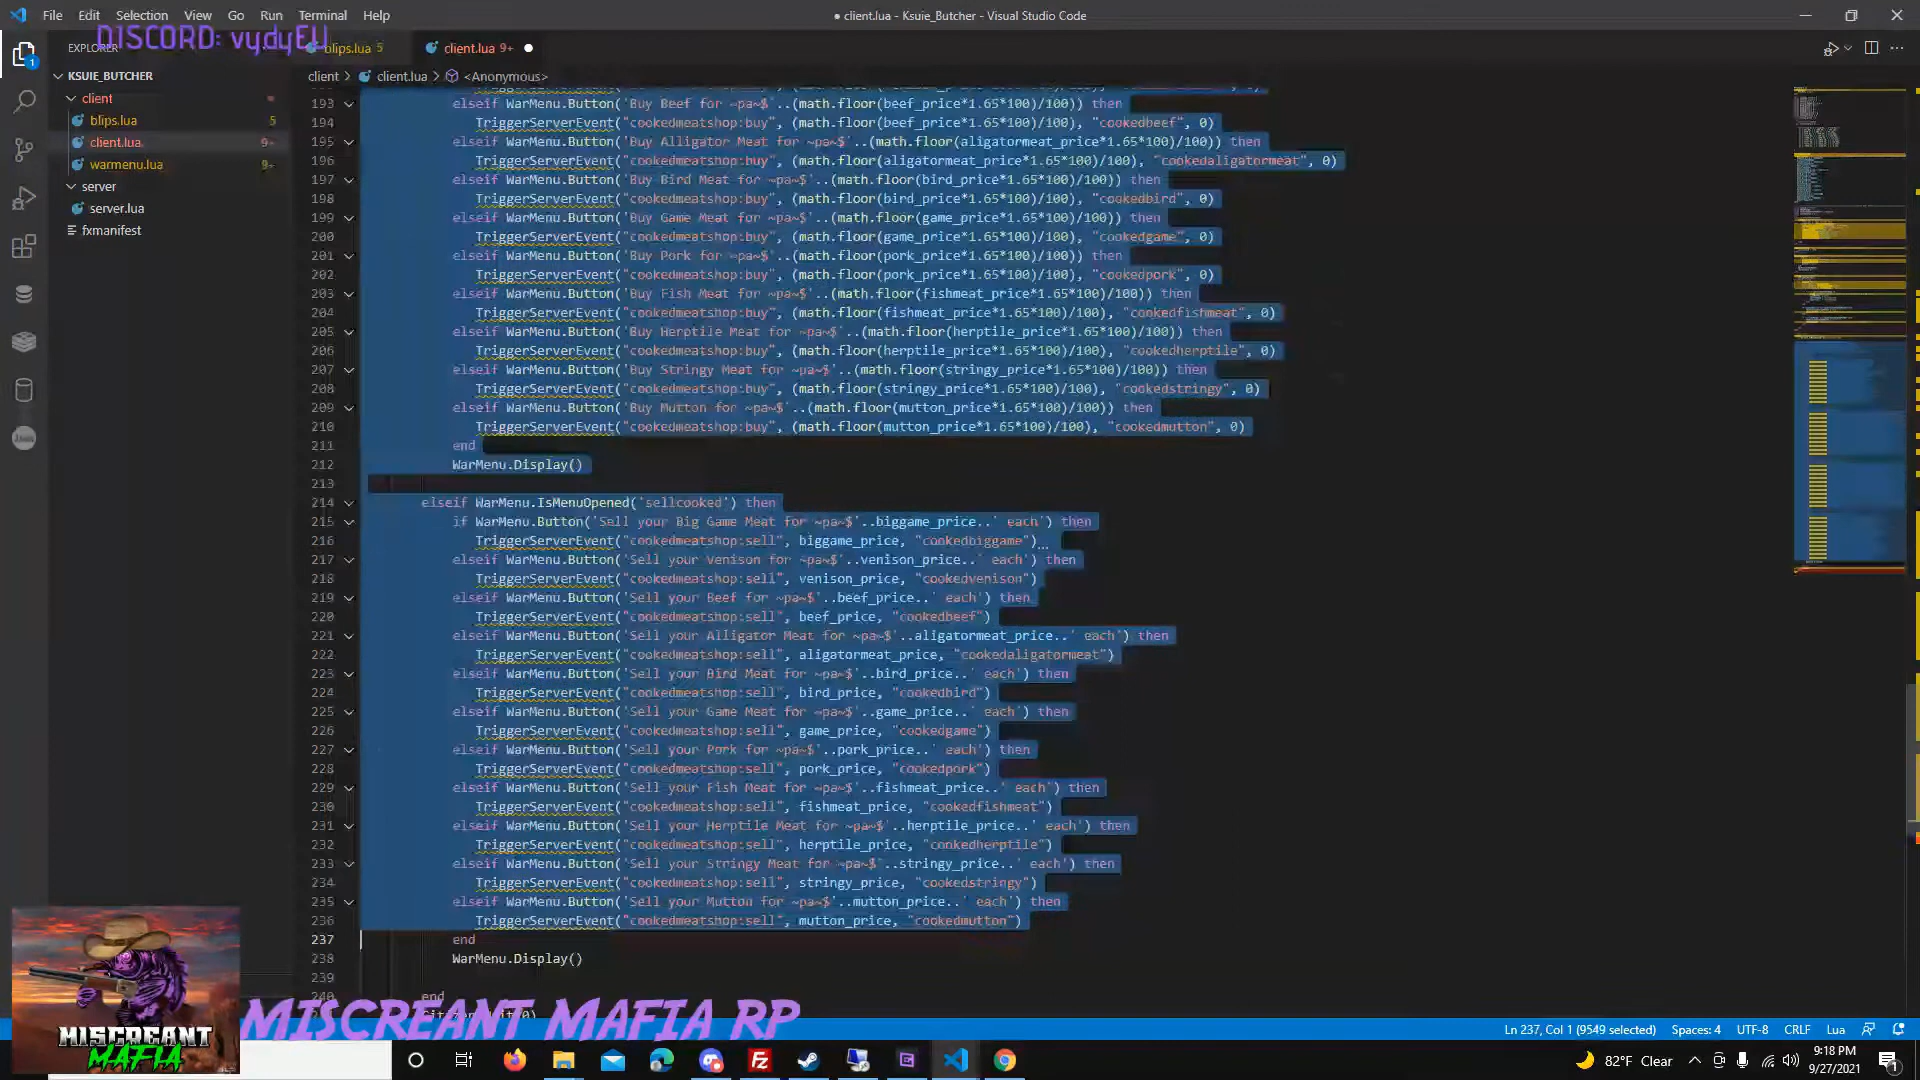 File Edit Selection View Go Run Terminal Help
client.lua - Ksuie_Butcher - Visual Studio Code
DISCORD: vydyEU
EXPLORER
blips.lua 5
client.lua 9+
KSUIE_BUTCHER
client > client.lua > <Anonymous>
client
blips.lua 5
client.lua 9+
warmenu.lua 9+
server
server.lua
fxmanifest
193 elseif WarMenu.Button('Buy Beef for ~pa~$'..(math.floor(beef_price*1.65*100)/100)) then
194 TriggerServerEvent("cookedmeatshop:buy", (math.floor(beef_price*1.65*100)/100), "cookedbeef", 0)
195 elseif WarMenu.Button('Buy Alligator Meat for ~pa~$'..(math.floor(aligatormeat_price*1.65*100)/100)) then
196 TriggerServerEvent("cookedmeatshop:buy", (math.floor(aligatormeat_price*1.65*100)/100), "cookedaligatormeat", 0)
197 elseif WarMenu.Button('Buy Bird Meat for ~pa~$'..(math.floor(bird_price*1.65*100)/100)) then
198 TriggerServerEvent("cookedmeatshop:buy", (math.floor(bird_price*1.65*100)/100), "cookedbird", 0)
199 elseif WarMenu.Button('Buy Game Meat for ~pa~$'..(math.floor(game_price*1.65*100)/100)) then
200 TriggerServerEvent("cookedmeatshop:buy", (math.floor(game_price*1.65*100)/100), "cookedgame", 0)
201 elseif WarMenu.Button('Buy Pork for ~pa~$'..(math.floor(pork_price*1.65*100)/100)) then
202 TriggerServerEvent("cookedmeatshop:buy", (math.floor(pork_price*1.65*100)/100), "cookedpork", 0)
203 elseif WarMenu.Button('Buy Fish Meat for ~pa~$'..(math.floor(fishmeat_price*1.65*100)/100)) then
204 TriggerServerEvent("cookedmeatshop:buy", (math.floor(fishmeat_price*1.65*100)/100), "cookedfishmeat", 0)
205 elseif WarMenu.Button('Buy Herptile Meat for ~pa~$'..(math.floor(herptile_price*1.65*100)/100)) then
206 TriggerServerEvent("cookedmeatshop:buy", (math.floor(herptile_price*1.65*100)/100), "cookedherptile", 0)
207 elseif WarMenu.Button('Buy Stringy Meat for ~pa~$'..(math.floor(stringy_price*1.65*100)/100)) then
208 TriggerServerEvent("cookedmeatshop:buy", (math.floor(stringy_price*1.65*100)/100), "cookedstringy", 0)
209 elseif WarMenu.Button('Buy Mutton for ~pa~$'..(math.floor(mutton_price*1.65*100)/100)) then
210 TriggerServerEvent("cookedmeatshop:buy", (math.floor(mutton_price*1.65*100)/100), "cookedmutton", 0)
211 end
212 WarMenu.Display()
213
214 elseif WarMenu.IsMenuOpened('sellcooked') then
215 if WarMenu.Button('Sell your Big Game Meat for ~pa~$'..biggame_price..' each') then
216 TriggerServerEvent("cookedmeatshop:sell", biggame_price, "cookedbiggame")
217 elseif WarMenu.Button('Sell your Venison for ~pa~$'..venison_price..' each') then
218 TriggerServerEvent("cookedmeatshop:sell", venison_price, "cookedvenison")
219 elseif WarMenu.Button('Sell your Beef for ~pa~$'..beef_price..' each') then
220 TriggerServerEvent("cookedmeatshop:sell", beef_price, "cookedbeef")
221 elseif WarMenu.Button('Sell your Alligator Meat for ~pa~$'..aligatormeat_price..' each') then
222 TriggerServerEvent("cookedmeatshop:sell", aligatormeat_price, "cookedaligatormeat")
223 elseif WarMenu.Button('Sell your Bird Meat for ~pa~$'..bird_price..' each') then
224 TriggerServerEvent("cookedmeatshop:sell", bird_price, "cookedbird")
225 elseif WarMenu.Button('Sell your Game Meat for ~pa~$'..game_price..' each') then
226 TriggerServerEvent("cookedmeatshop:sell", game_price, "cookedgame")
227 elseif WarMenu.Button('Sell your Pork for ~pa~$'..pork_price..' each') then
228 TriggerServerEvent("cookedmeatshop:sell", pork_price, "cookedpork")
229 elseif WarMenu.Button('Sell your Fish Meat for ~pa~$'..fishmeat_price..' each') then
230 TriggerServerEvent("cookedmeatshop:sell", fishmeat_price, "cookedfishmeat")
231 elseif WarMenu.Button('Sell your Herptile Meat for ~pa~$'..herptile_price..' each') then
232 TriggerServerEvent("cookedmeatshop:sell", herptile_price, "cookedherptile")
233 elseif WarMenu.Button('Sell your Stringy Meat for ~pa~$'..stringy_price..' each') then
234 TriggerServerEvent("cookedmeatshop:sell", stringy_price, "cookedstringy")
235 elseif WarMenu.Button('Sell your Mutton for ~pa~$'..mutton_price..' each') then
236 TriggerServerEvent("cookedmeatshop:sell", mutton_price, "cookedmutton")
237 end
238 WarMenu.Display()
239
240 end
MISCREANT MAFIA RP
MISCREANT
MAFIA
Ln 237, Col 1 (9549 selected) Spaces: 4 UTF-8 CRLF Lua
82°F Clear
9:18 PM
9/27/2021